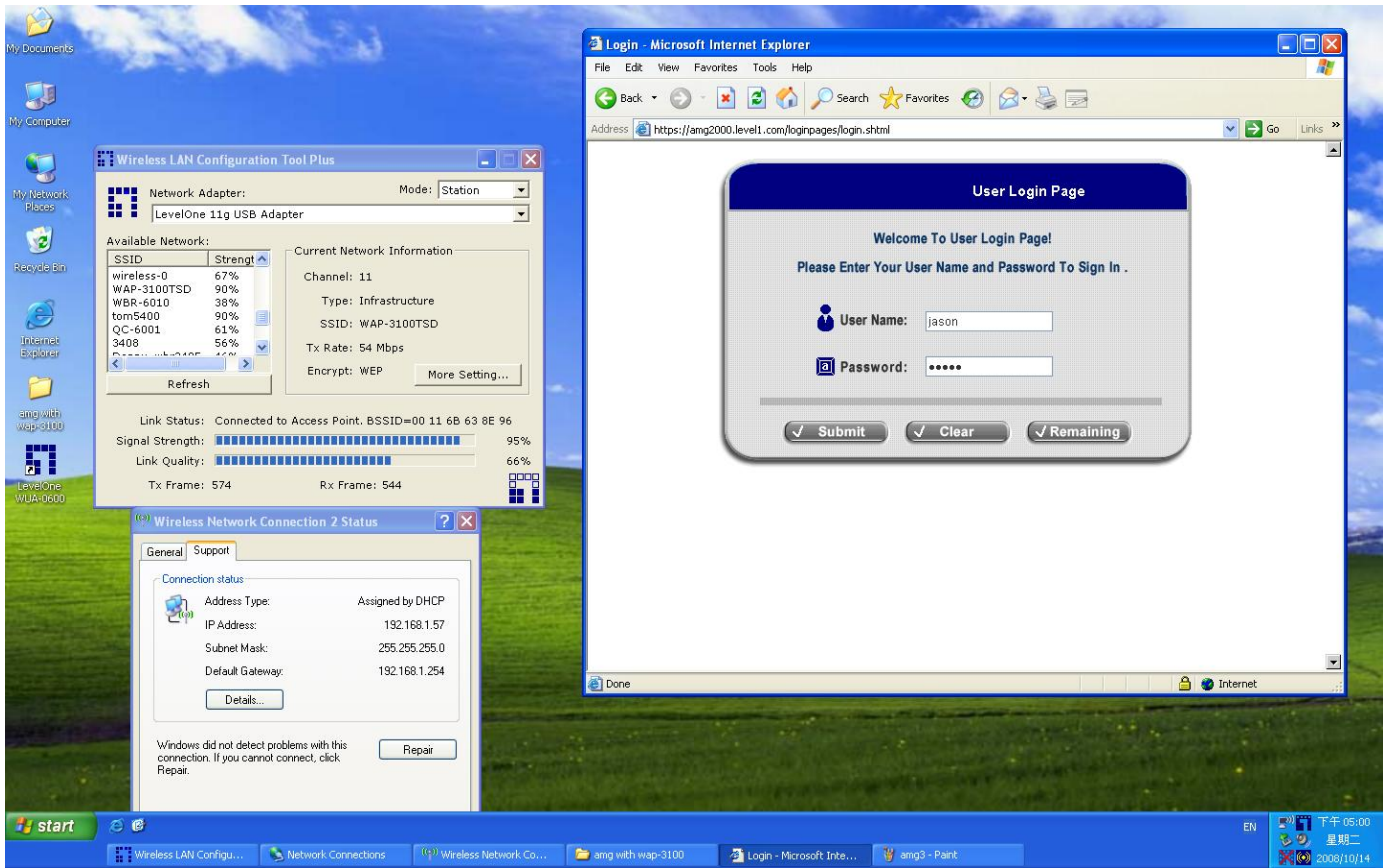 My Documents
My Computer
My Network
Places
Recycle Bin
Internet
Explorer
amg with
wap-3100
LevelOne
WUA-0600
Wireless LAN Configuration Tool Plus
Network Adapter:
Mode: Station
LevelOne 11g USB Adapter
Available Network:
SSID Strengt
wireless-0 67%
WAP-3100TSD 90%
WBR-6010 38%
tom5400 90%
QC-6001 61%
3408 56%
Refresh
Current Network Information
Channel: 11
Type: Infrastructure
SSID: WAP-3100TSD
Tx Rate: 54 Mbps
Encrypt: WEP
More Setting...
Link Status: Connected to Access Point. BSSID=00 11 6B 63 8E 96
Signal Strength: 95%
Link Quality: 66%
Tx Frame: 574 Rx Frame: 544
Wireless Network Connection 2 Status
General Support
Connection status
Address Type: Assigned by DHCP
IP Address: 192.168.1.57
Subnet Mask: 255.255.255.0
Default Gateway: 192.168.1.254
Details...
Windows did not detect problems with this
connection. If you cannot connect, click
Repair.
Repair
Login - Microsoft Internet Explorer
File Edit View Favorites Tools Help
Back Search Favorites
Address https://amg2000.level1.com/loginpages/login.shtml Go Links »
User Login Page
Welcome To User Login Page!
Please Enter Your User Name and Password To Sign In .
User Name: jason
Password: •••••
Submit Clear Remaining
Done Internet
start
EN
下午 05:00
星期二
2008/10/14
Wireless LAN Configu... Network Connections Wireless Network Co... amg with wap-3100 Login - Microsoft Inte... amg3 - Paint